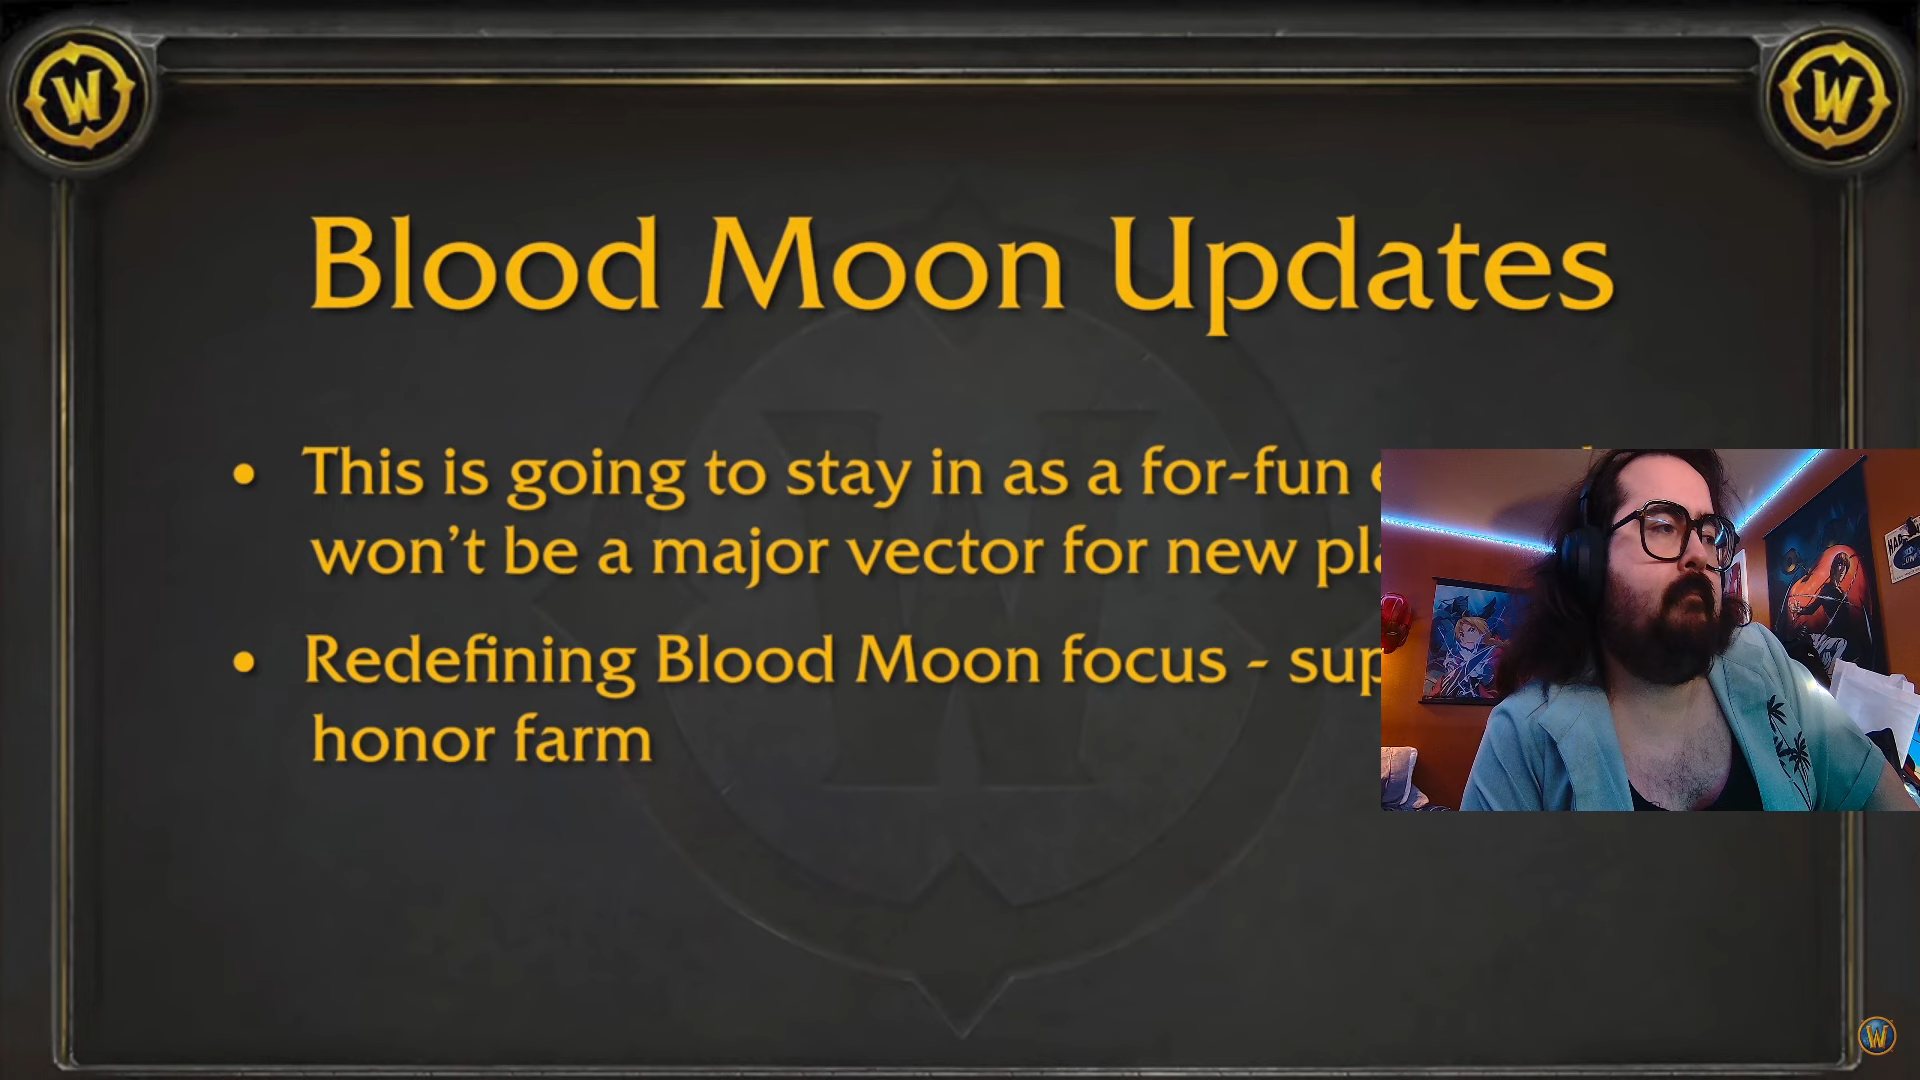 Blood Moon Updates
• This is going to stay in as a for-fun
won't be a major vector for new
• Redefining Blood Moon focus -
honor farm